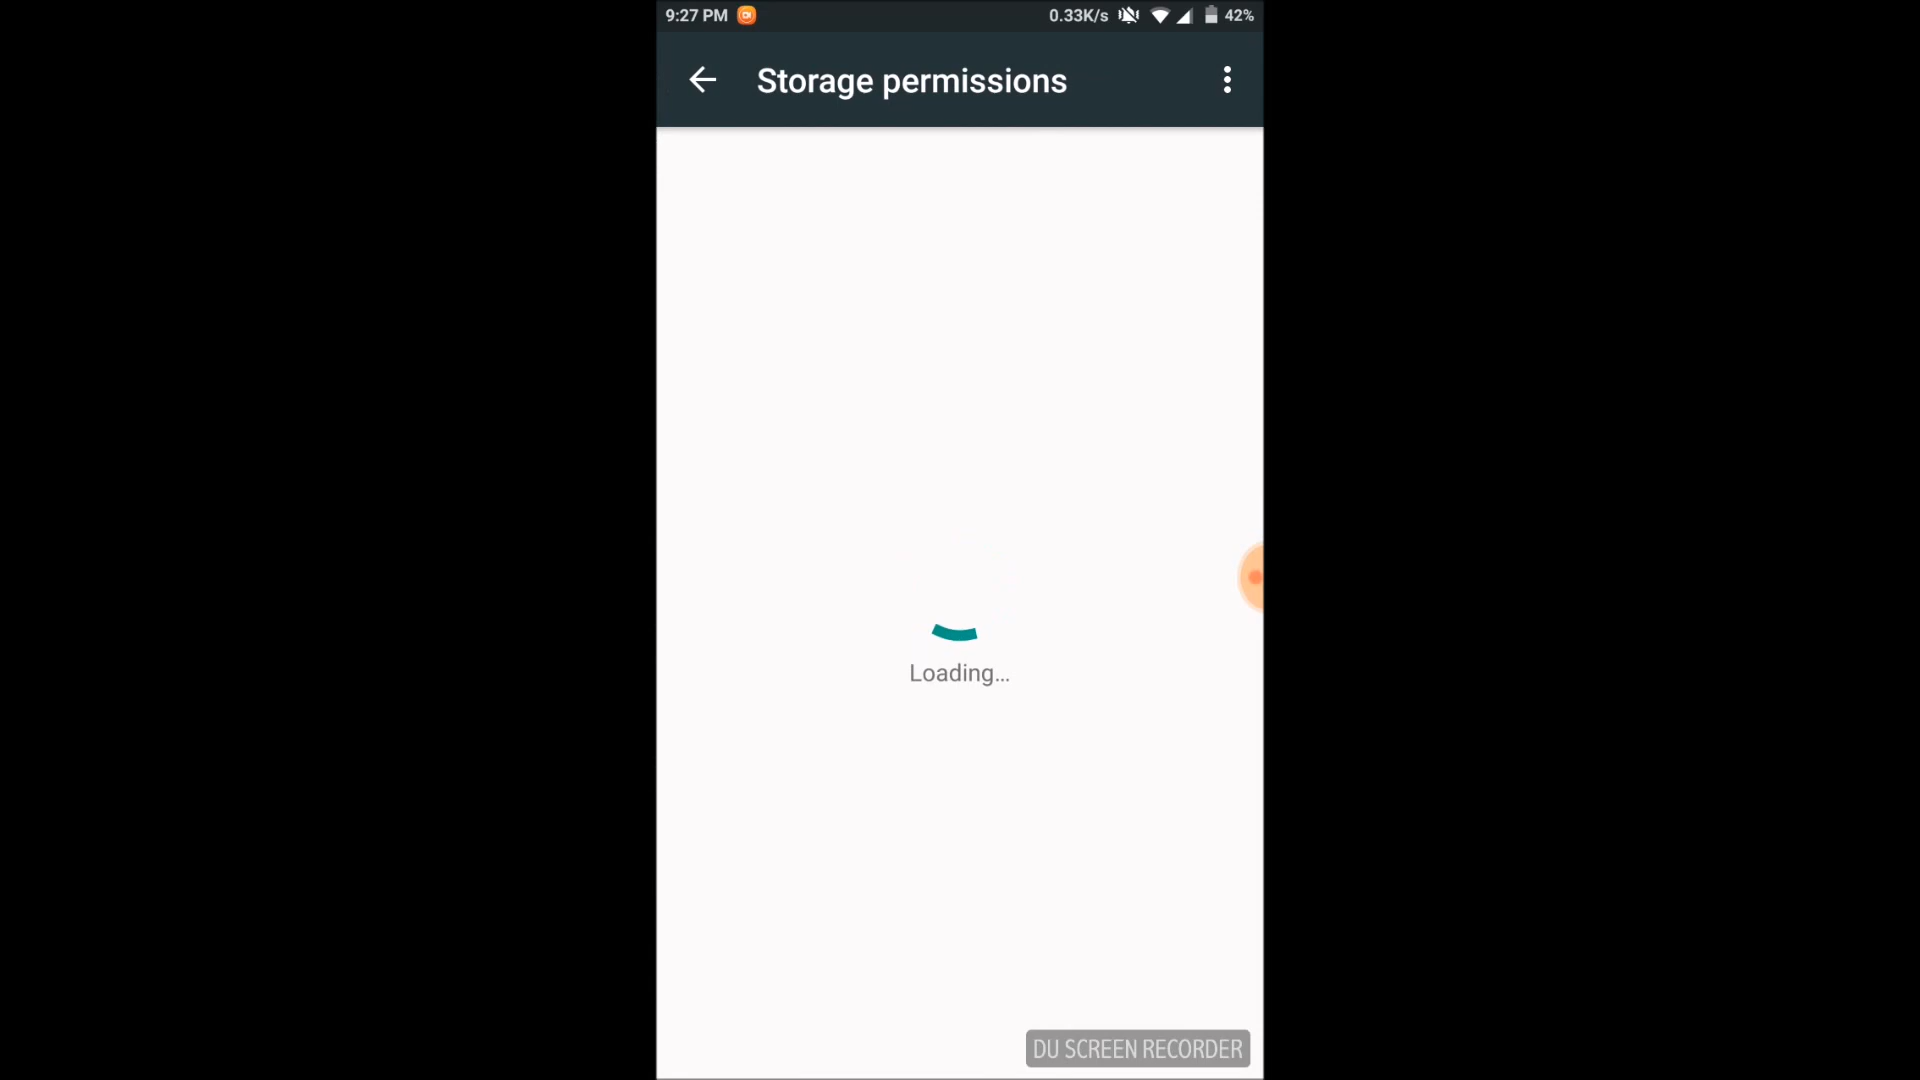 9:27 PM 0.33K/s 42%
Storage permissions
Loading...
DU SCREEN RECORDER